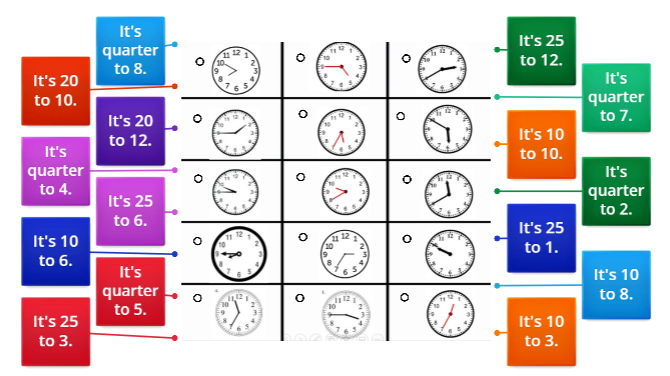 It's
quarter
to 8.
It's 20
to 10.
It's 20
to 12.
It's
quarter
to 4.
It's 25
to 6.
It's 10
to 6.
It's
quarter
to 5.
It's 25
to 3.
It's 25
to 12.
It's
quarter
to 7.
It's 10
to 10.
It's
quarter
to 2.
It's 25
to 1.
It's 10
to 8.
It's 10
to 3.